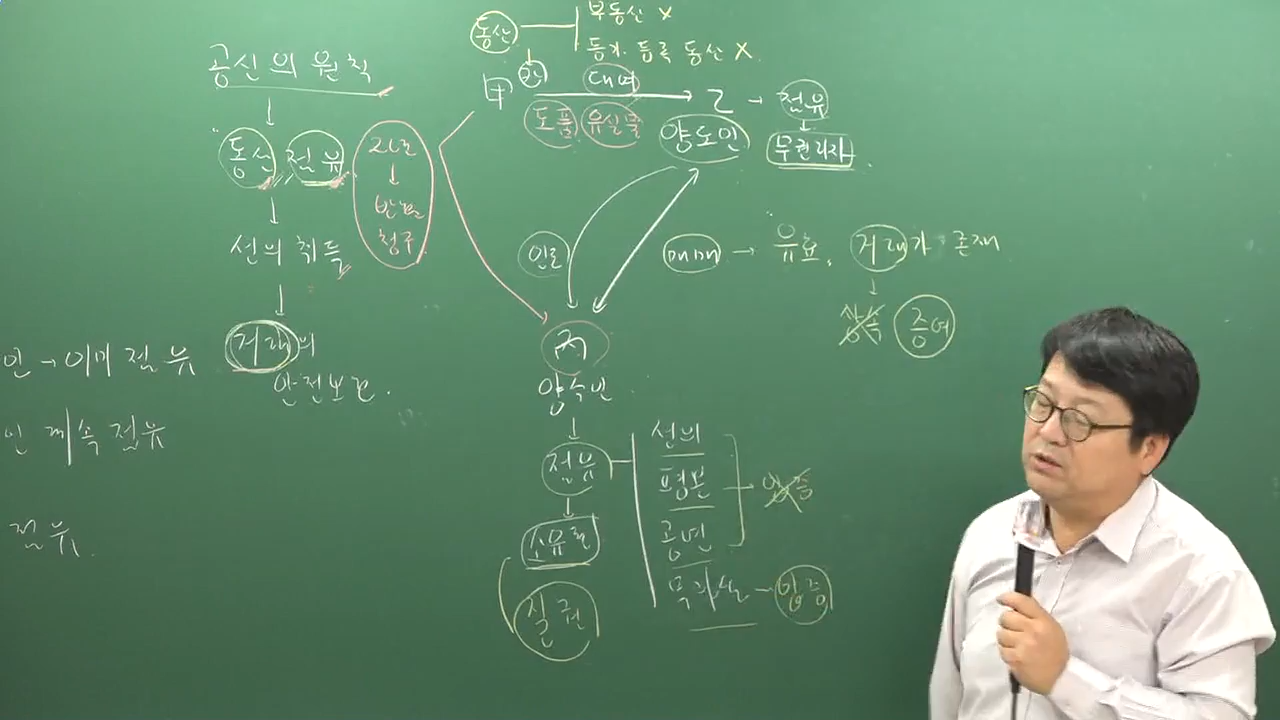 공신의 원칙
동산 점유
선의취득
거래의
안전보호.
2년
반환
청구
동산
부동산 X
등기·등록 동산 X
甲
대여
도품 유실물
乙 → 점유
양도인
무권리자
인도
매매 → 유효, 거래가 존재
상속 증여
丙
양수인
점유
소유권
질권
선의
평온
공연
입증
무과실 → 입증
인 → 이미 점유
인 계속 점유
점유